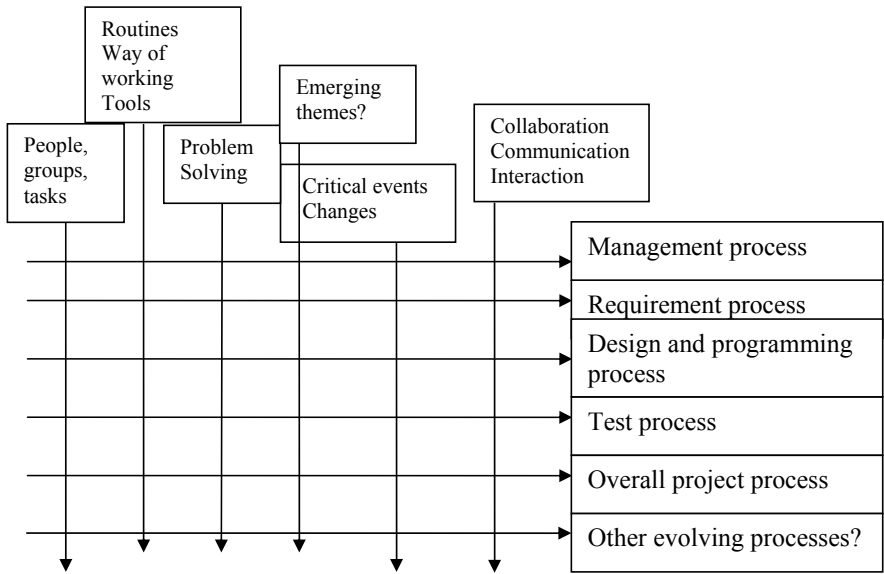 Routines
Way of
working
Tools
Emerging
themes?
People,
groups,
tasks
Problem
Solving
Critical events
Changes
Collaboration
Communication
Interaction
Management process
Requirement process
Design and programming
process
Test process
Overall project process
Other evolving processes?